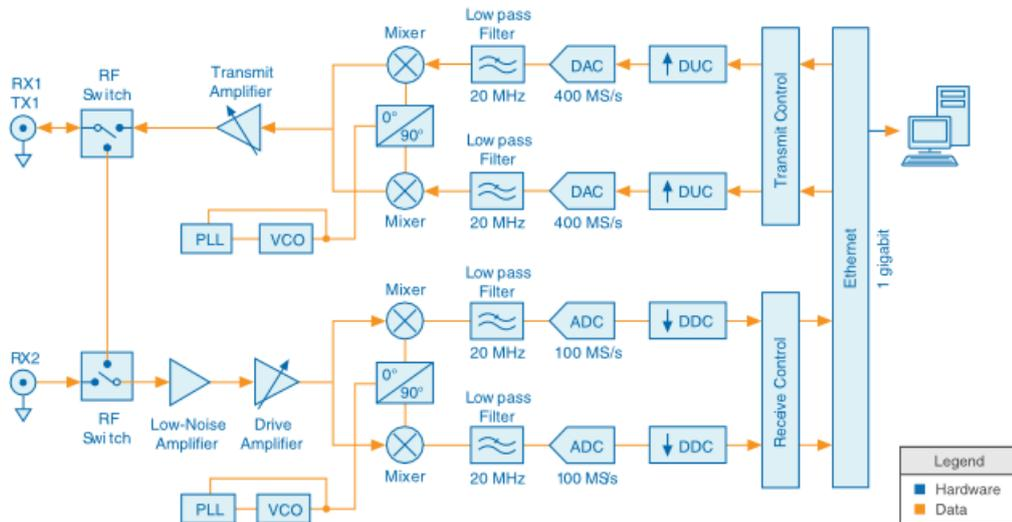 Low pass
Filter
Mixer
DAC
DUC
20 MHz
400 MS/s
RX1
TX1
RF
Switch
Transmit
Amplifier
0°
90°
Low pass
Filter
DAC
DUC
Mixer
20 MHz
400 MS/s
PLL
VCO
Transmit Control
Ethernet
1 gigabit
Low pass
Filter
Mixer
ADC
DDC
20 MHz
100 MS/s
RX2
RF
Switch
Low-Noise
Amplifier
Drive
Amplifier
0°
90°
Low pass
Filter
ADC
DDC
Mixer
20 MHz
100 MS/s
PLL
VCO
Receive Control
Legend
Hardware
Data